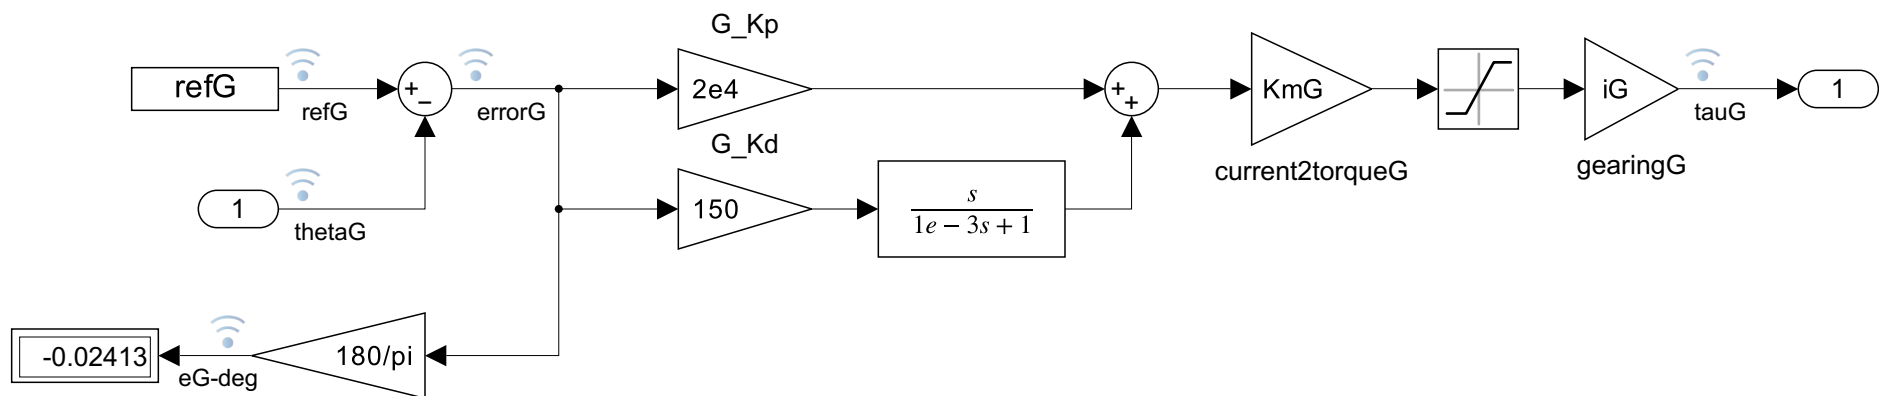 G_Kp
refG
+
−
2e4
+
+
KmG
iG
1
refG
errorG
tauG
G_Kd
current2torqueG
gearingG
1
150
s
1e − 3s + 1
thetaG
-0.02413
180/pi
eG-deg